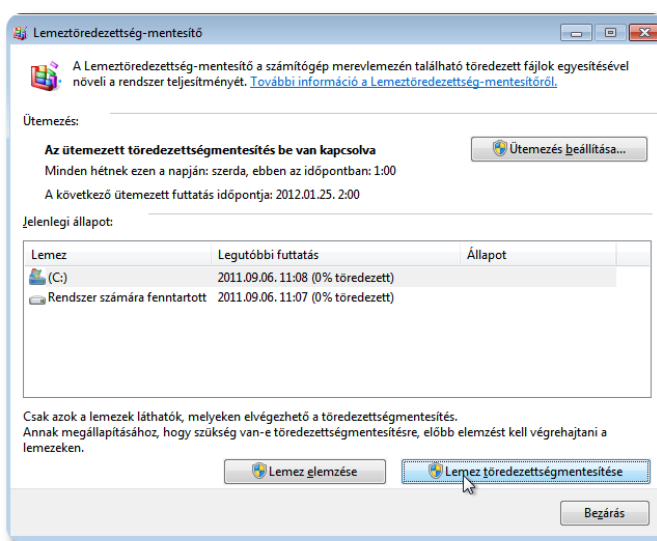 Lemeztöredezettség-mentesítő
A Lemeztöredezettség-mentesítő a számítógép merevlemezén található töredezett fájlok egyesítésével
növeli a rendszer teljesítményét. További információ a Lemeztöredezettség-mentesítőről.
Ütemezés:
Az ütemezett töredezettségmentesítés be van kapcsolva
Ütemezés beállítása...
Minden hétnek ezen a napján: szerda, ebben az időpontban: 1:00
A következő ütemezett futtatás időpontja: 2012.01.25. 2:00
Jelenlegi állapot:
Lemez Legutóbbi futtatás Állapot
(C:) 2011.09.06. 11:08 (0% töredezett)
Rendszer számára fenntartott 2011.09.06. 11:07 (0% töredezett)
Csak azok a lemezek láthatók, melyeken elvégezhető a töredezettségmentesítés.
Annak megállapításához, hogy szükség van-e töredezettségmentesítésre, előbb elemzést kell végrehajtani a
lemezeken.
Lemez elemzése Lemez töredezettségmentesítése
Bezárás